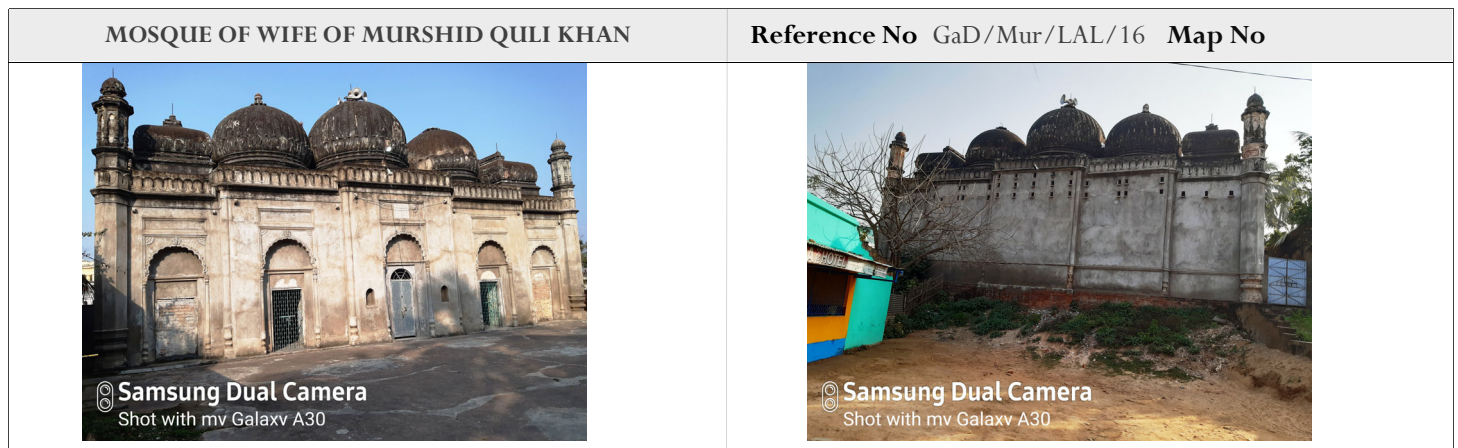 MOSQUE OF WIFE OF MURSHID QULI KHAN
Reference No GaD/Mur/LAL/16 Map No
HOTEL
Samsung Dual Camera
Shot with my Galaxy A30
Samsung Dual Camera
Shot with my Galaxy A30